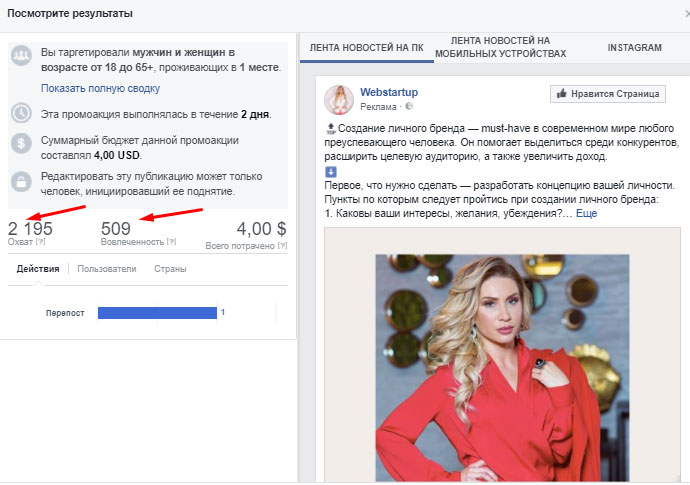 Посмотрите результаты
Вы таргетировали мужчин и женщин в
возрасте от 18 до 65+, проживающих в 1 месте.
Показать полную сводку
Эта промоакция выполнялась в течение 2 дня.
Суммарный бюджет данной промоакции
составлял 4,00 USD.
Редактировать эту публикацию может только
человек, инициировавший ее поднятие.
2 195
Охват [?]
509
Вовлеченность [?]
4,00 $
Всего потрачено [?]
Действия
Пользователи
Страны
Перепост
1
ЛЕНТА НОВОСТЕЙ НА ПК
ЛЕНТА НОВОСТЕЙ НА
МОБИЛЬНЫХ УСТРОЙСТВАХ
INSTAGRAM
Webstartup
Реклама ·
Нравится Страница
Создание личного бренда — must-have в современном мире любого
преуспевающего человека. Он помогает выделиться среди конкурентов,
расширить целевую аудиторию, а также увеличить доход.
Первое, что нужно сделать — разработать концепцию вашей личности.
Пункты по которым следует пройтись при создании личного бренда:
1. Каковы ваши интересы, желания, убеждения?… Еще